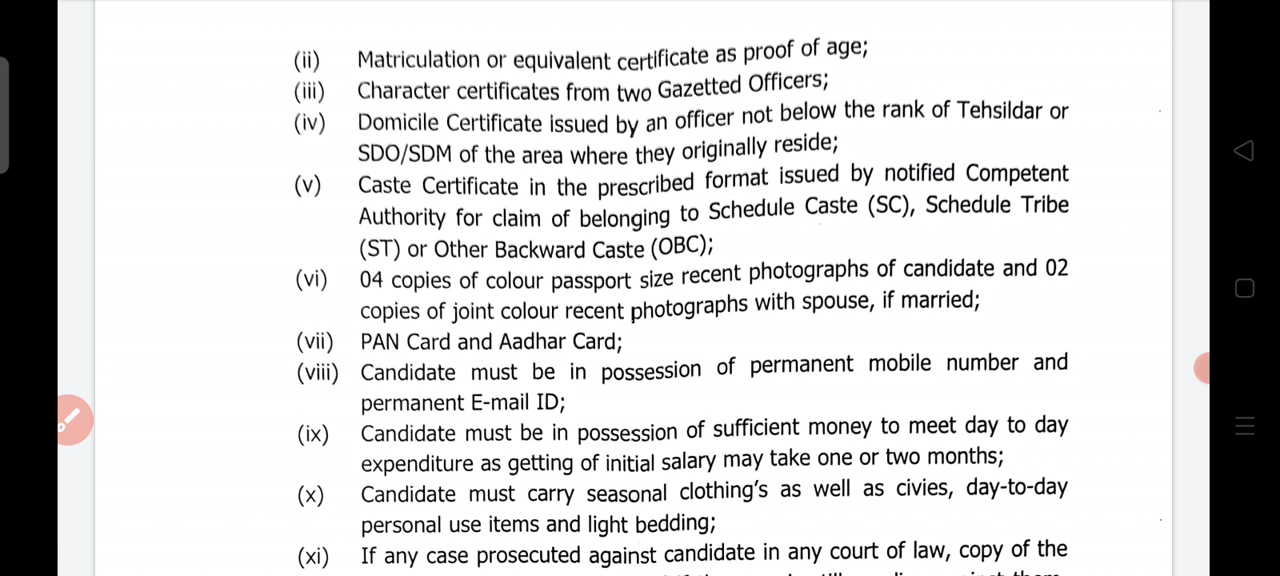 (ii) Matriculation or equivalent certificate as proof of age;
(iii) Character certificates from two Gazetted Officers;
(iv) Domicile Certificate issued by an officer not below the rank of Tehsildar or
SDO/SDM of the area where they originally reside;
(v) Caste Certificate in the prescribed format issued by notified Competent
Authority for claim of belonging to Schedule Caste (SC), Schedule Tribe
(ST) or Other Backward Caste (OBC);
(vi) 04 copies of colour passport size recent photographs of candidate and 02
copies of joint colour recent photographs with spouse, if married;
(vii) PAN Card and Aadhar Card;
(viii) Candidate must be in possession of permanent mobile number and
permanent E-mail ID;
(ix) Candidate must be in possession of sufficient money to meet day to day
expenditure as getting of initial salary may take one or two months;
(x) Candidate must carry seasonal clothing's as well as civies, day-to-day
personal use items and light bedding;
(xi) If any case prosecuted against candidate in any court of law, copy of the